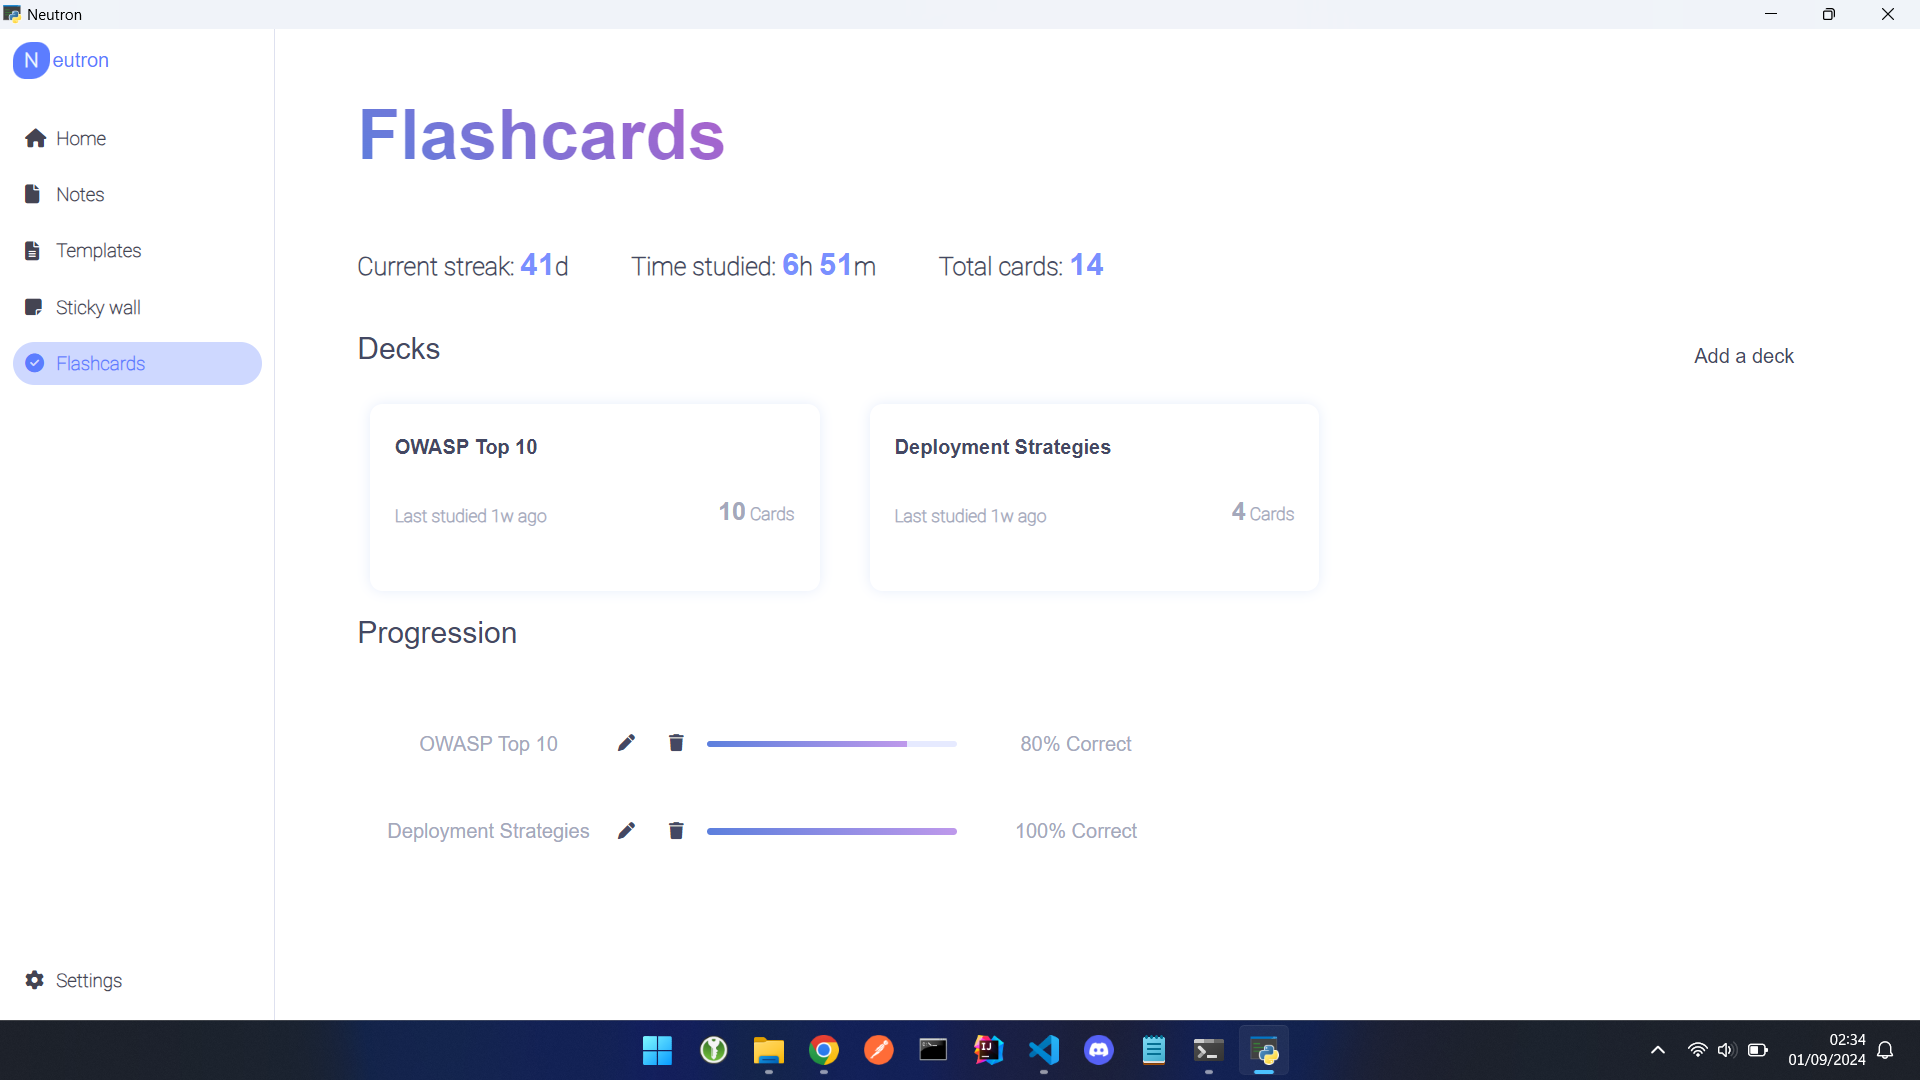 Neutron
Neutron
Home
Notes
Templates
Sticky wall
Flashcards
Settings
Flashcards
Current streak: 41d Time studied: 6h 51m Total cards: 14
Decks
Add a deck
OWASP Top 10
Last studied 1w ago 10 Cards
Deployment Strategies
Last studied 1w ago 4 Cards
Progression
OWASP Top 10 80% Correct
Deployment Strategies 100% Correct
02:34
01/09/2024